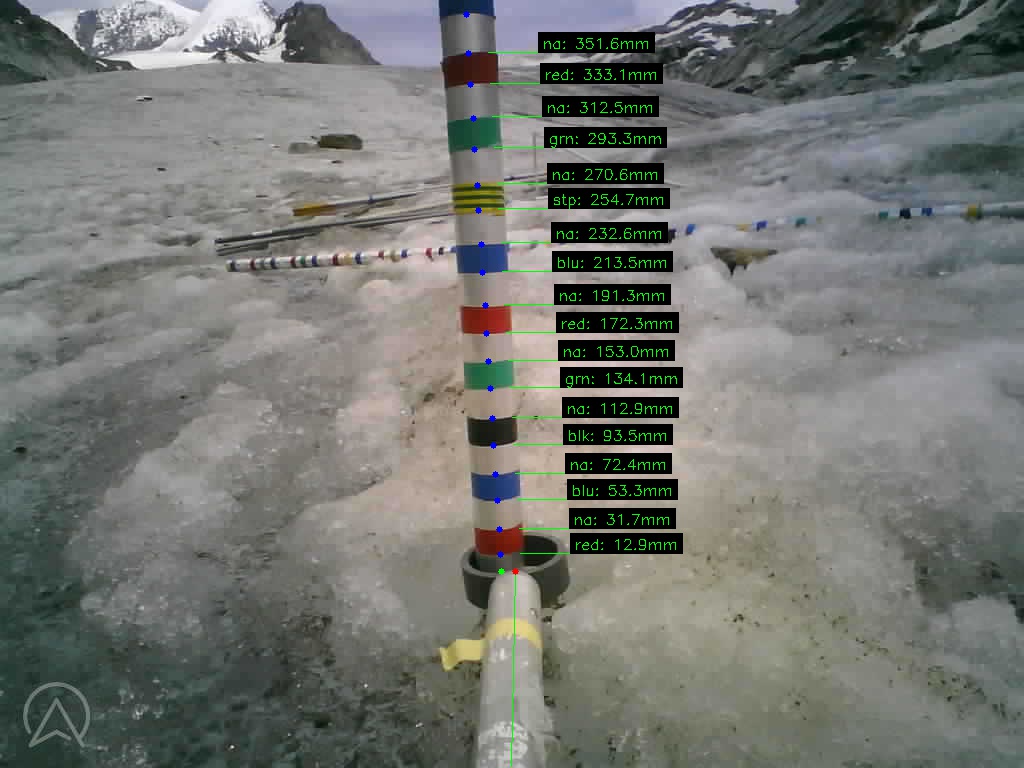 na: 351.6mm
red: 333.1mm
na: 312.5mm
grn: 293.3mm
na: 270.6mm
stp: 254.7mm
na: 232.6mm
blu: 213.5mm
na: 191.3mm
red: 172.3mm
na: 153.0mm
grn: 134.1mm
na: 112.9mm
blk: 93.5mm
na: 72.4mm
blu: 53.3mm
na: 31.7mm
red: 12.9mm